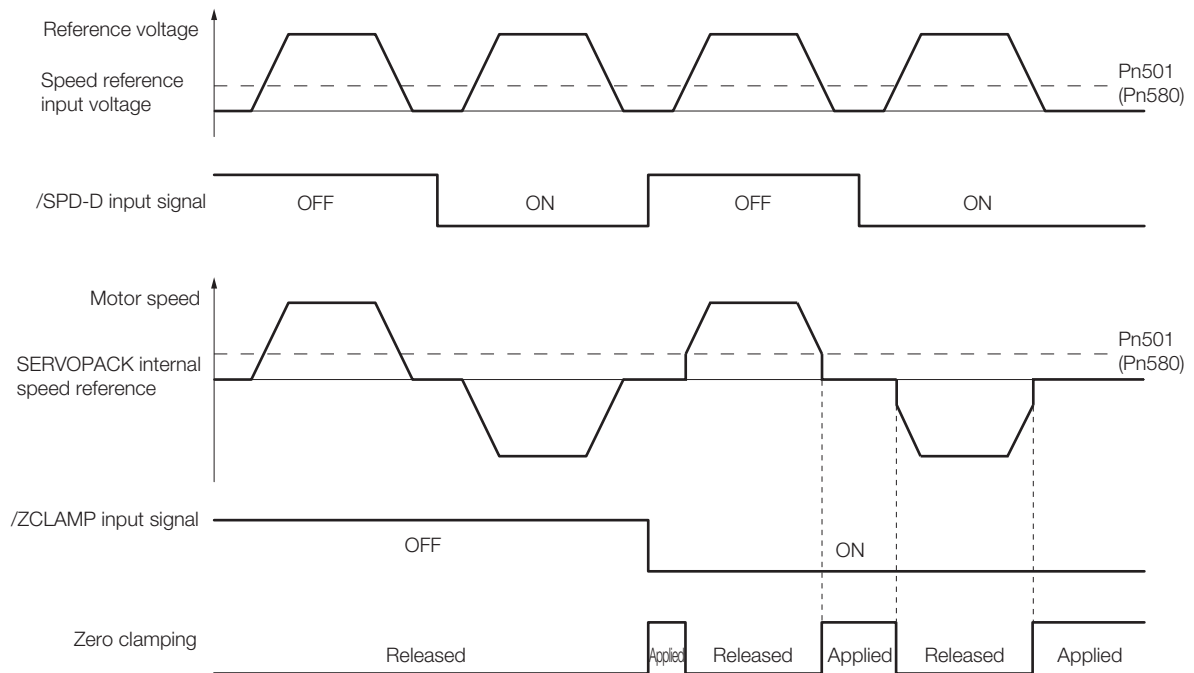 Reference voltage
Speed reference
input voltage
Pn501
(Pn580)
/SPD-D input signal
OFF
ON
OFF
ON
Motor speed
SERVOPACK internal
speed reference
Pn501
(Pn580)
/ZCLAMP input signal
OFF
ON
Zero clamping
Released
Applied
Released
Applied
Released
Applied